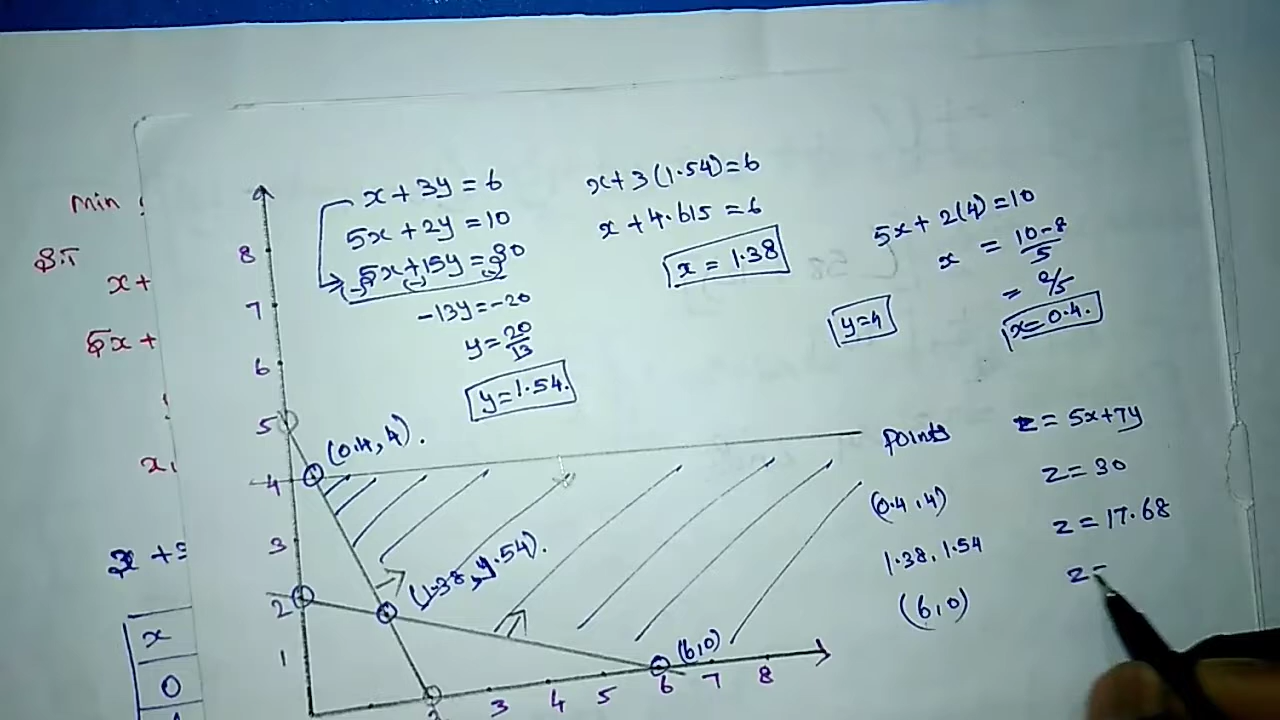 min :
S.T
x+
5x+
x+3y=6
5x+2y=10
5x+15y=30
-13y=-20
y=20/13
y=1.54.
x+3(1.54)=6
x+4.615=6
x=1.38
5x+2(4)=10
x = 10-8/5
= 2/5
x=0.4.
y=4
8
7
6
5
4
3
2
1
(0.4,4).
(1.38,1.54).
(6,0)
3 4 5 6 7 8
Points z=5x+7y
(0.4,4) z=30
1.38,1.54 z=17.68
(6,0) z=
x
0